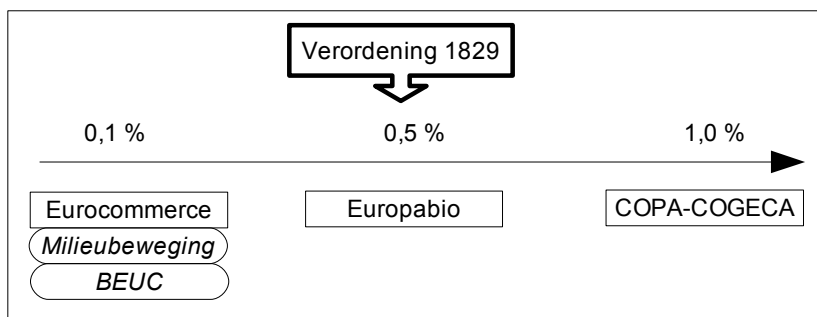 Verordening 1829
0,1 % 0,5 % 1,0 %
Eurocommerce Europabio COPA-COGECA
Milieubeweging
BEUC